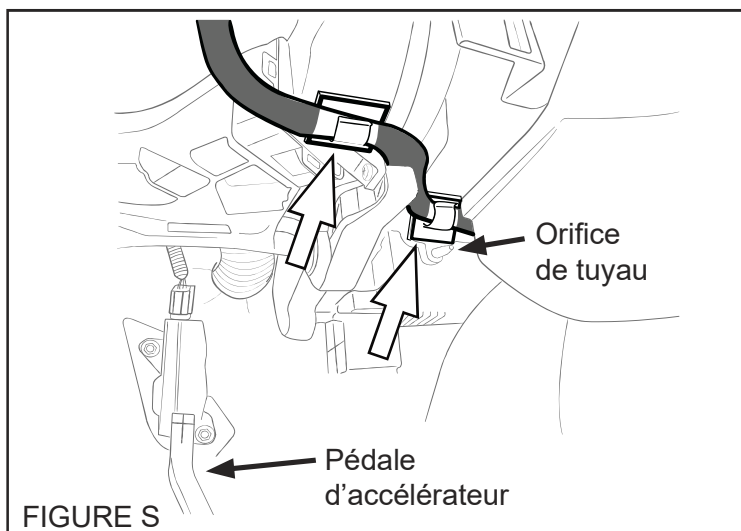 Orifice
de tuyau
Pédale
d’accélérateur
FIGURE S